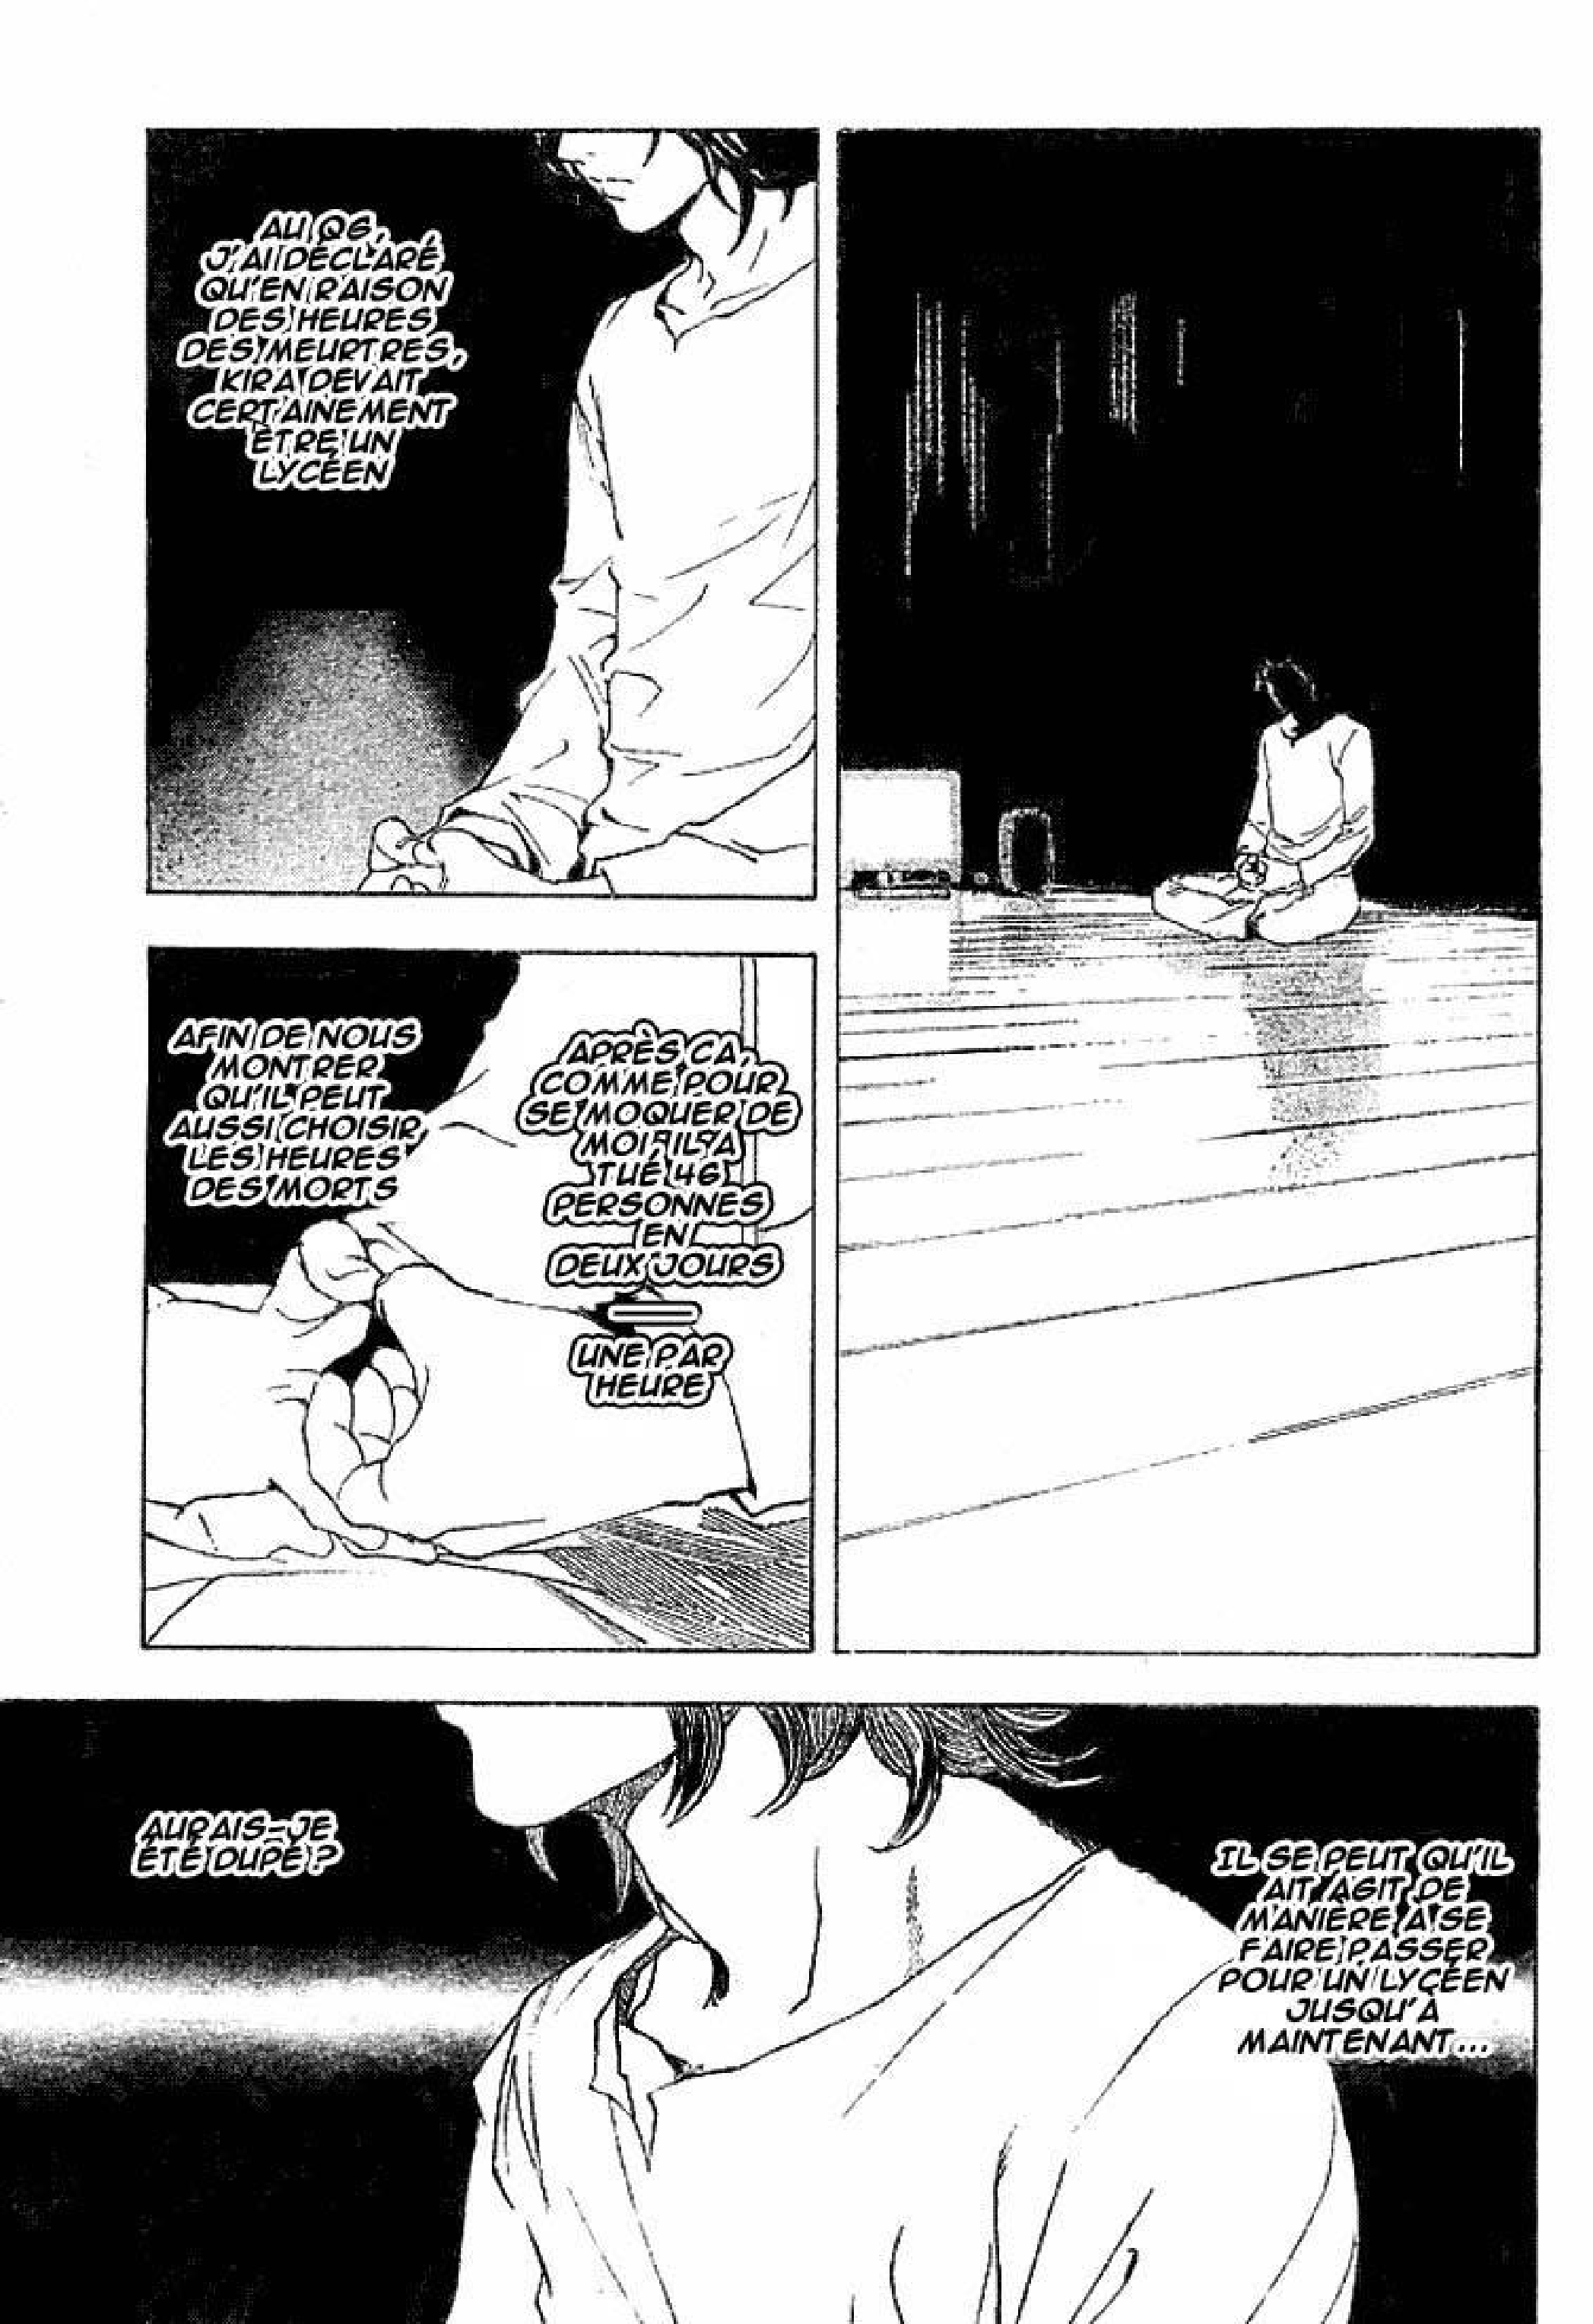 AU QG,
J'AI DÉCLARÉ
QU'EN RAISON
DES HEURES
DES MEURTRES,
KIRA DEVAIT
CERTAINEMENT
ÊTRE UN
LYCÉEN
APRÈS CA,
COMME POUR
SE MOQUER DE
MOI, IL A
TUÉ 46
PERSONNES
EN
DEUX JOURS
—
UNE PAR
HEURE
AFIN DE NOUS
MONTRER
QU'IL PEUT
AUSSI CHOISIR
LES HEURES
DES MORTS
IL SE PEUT QU'IL
AIT AGIT DE
MANIÈRE A SE
FAIRE PASSER
POUR UN LYCÉEN
JUSQU'À
MAINTENANT...
AURAIS-JE
ÉTÉ DUPÉ ?